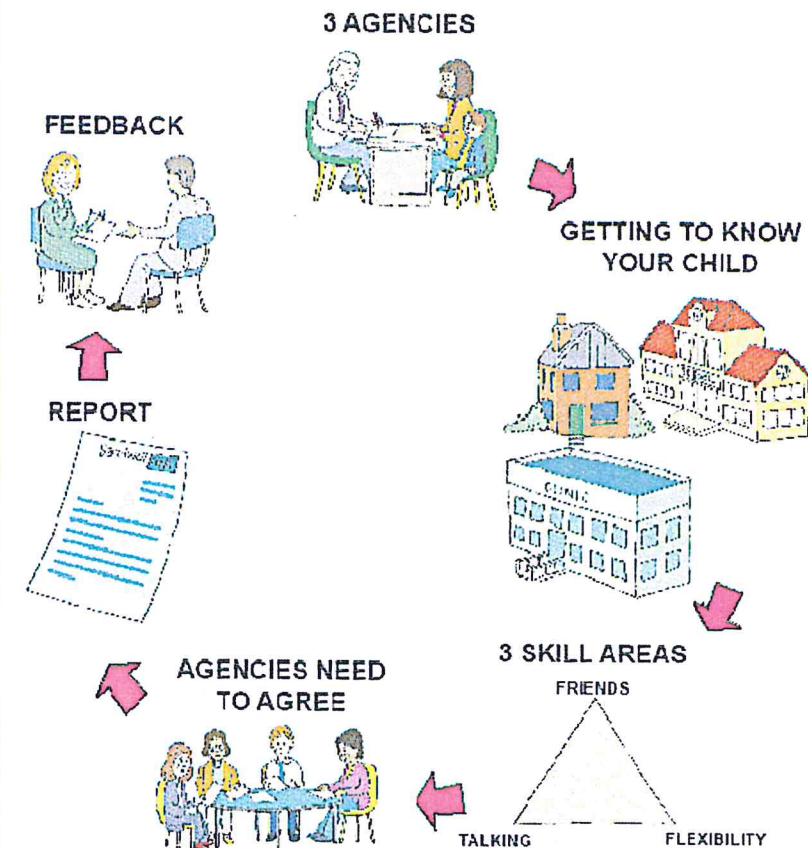 3 AGENCIES
FEEDBACK
GETTING TO KNOW
YOUR CHILD
REPORT
CLINIC
3 SKILL AREAS
FRIENDS
AGENCIES NEED
TO AGREE
TALKING
FLEXIBILITY